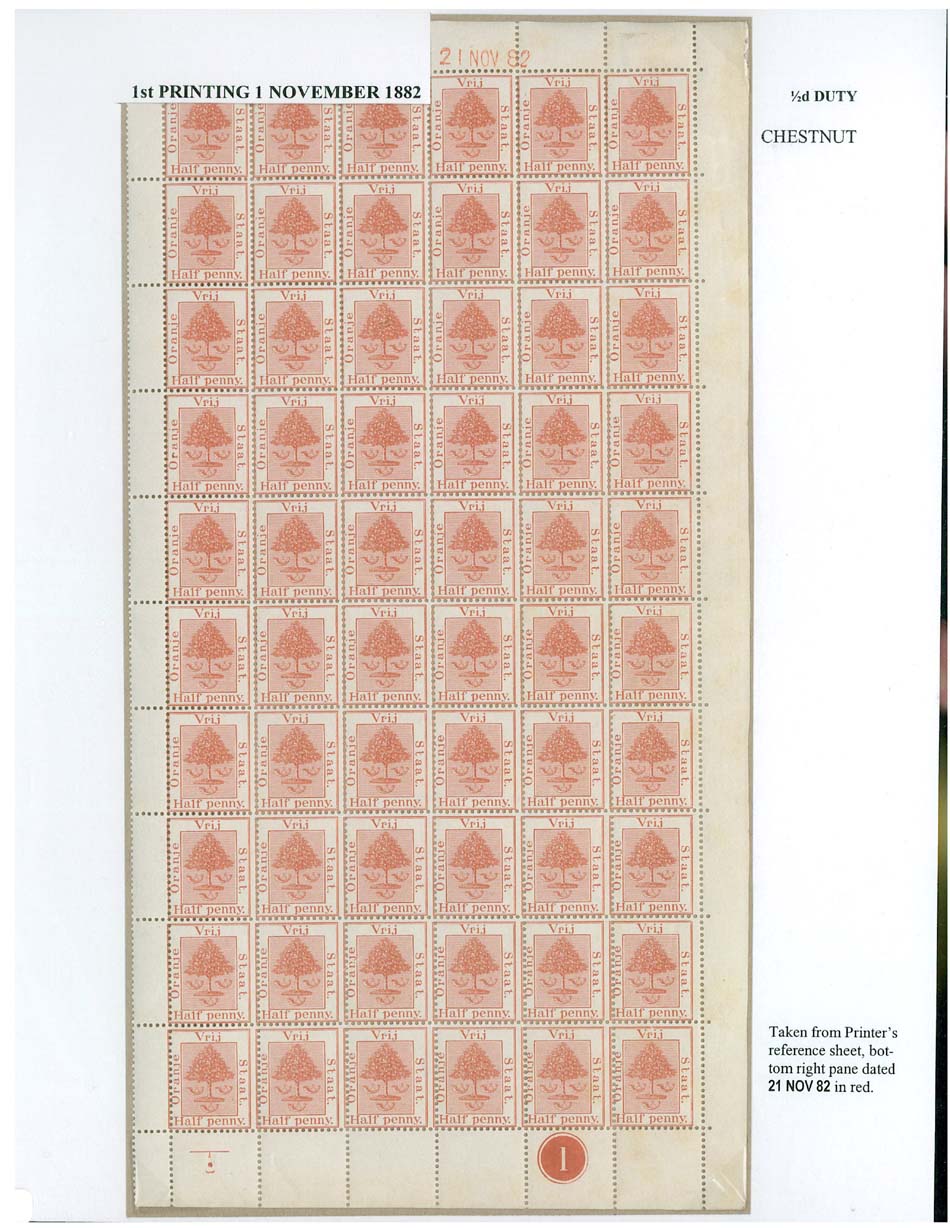 21 NOV 82
1st PRINTING 1 NOVEMBER 1882
½d DUTY
CHESTNUT
Vrij Vrij Vrij
Oranje Staat. Oranje Staat. Oranje Staat. Oranje Staat. Oranje Staat. Oranje Staat.
Half penny. Half penny. Half penny. Half penny. Half penny. Half penny.
Vrij Vrij Vrij Vrij Vrij Vrij
Oranje Staat. Oranje Staat. Oranje Staat. Oranje Staat. Oranje Staat. Oranje Staat.
Half penny. Half penny. Half penny. Half penny. Half penny. Half penny.
Vrij Vrij Vrij Vrij Vrij Vrij
Oranje Staat. Oranje Staat. Oranje Staat. Oranje Staat. Oranje Staat. Oranje Staat.
Half penny. Half penny. Half penny. Half penny. Half penny. Half penny.
Vrij Vrij Vrij Vrij Vrij Vrij
Oranje Staat. Oranje Staat. Oranje Staat. Oranje Staat. Oranje Staat. Oranje Staat.
Half penny. Half penny. Half penny. Half penny. Half penny. Half penny.
Vrij Vrij Vrij Vrij Vrij Vrij
Oranje Staat. Oranje Staat. Oranje Staat. Oranje Staat. Oranje Staat. Oranje Staat.
Half penny. Half penny. Half penny. Half penny. Half penny. Half penny.
Vrij Vrij Vrij Vrij Vrij Vrij
Oranje Staat. Oranje Staat. Oranje Staat. Oranje Staat. Oranje Staat. Oranje Staat.
Half penny. Half penny. Half penny. Half penny. Half penny. Half penny.
Vrij Vrij Vrij Vrij Vrij Vrij
Oranje Staat. Oranje Staat. Oranje Staat. Oranje Staat. Oranje Staat. Oranje Staat.
Half penny. Half penny. Half penny. Half penny. Half penny. Half penny.
Vrij Vrij Vrij Vrij Vrij Vrij
Oranje Staat. Oranje Staat. Oranje Staat. Oranje Staat. Oranje Staat. Oranje Staat.
Half penny. Half penny. Half penny. Half penny. Half penny. Half penny.
Vrij Vrij Vrij Vrij Vrij Vrij
Oranje Staat. Oranje Staat. Oranje Staat. Oranje Staat. Oranje Staat. Oranje Staat.
Half penny. Half penny. Half penny. Half penny. Half penny. Half penny.
Vrij Vrij Vrij Vrij Vrij Vrij
Oranje Staat. Oranje Staat. Oranje Staat. Oranje Staat. Oranje Staat. Oranje Staat.
Half penny. Half penny. Half penny. Half penny. Half penny. Half penny.
Taken from Printer's
reference sheet, bot-
tom right pane dated
21 NOV 82 in red.
1